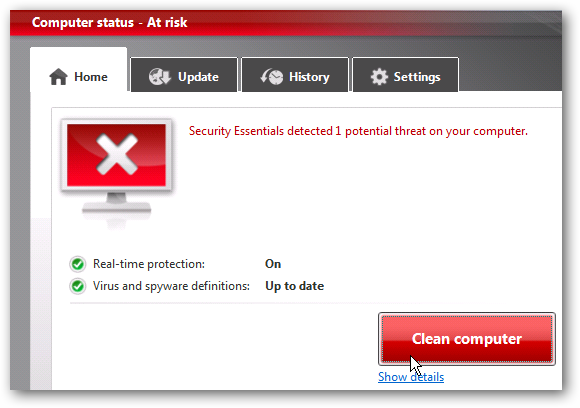 Computer status - At risk
Home Update History Settings
Security Essentials detected 1 potential threat on your computer.
Real-time protection: On
Virus and spyware definitions: Up to date
Clean computer
Show details